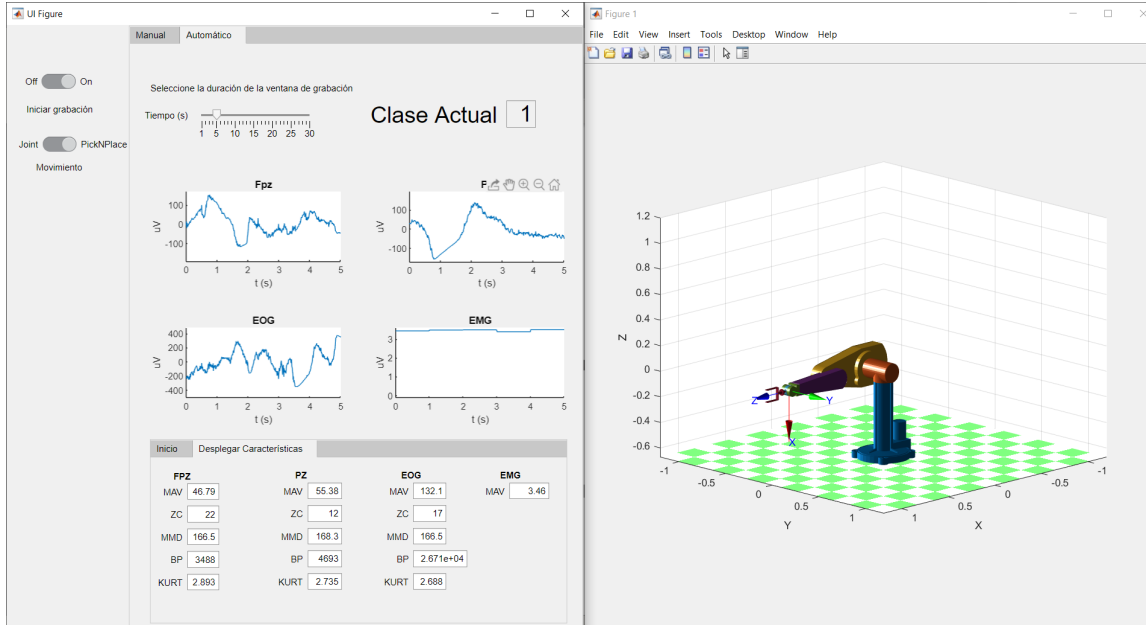 UI Figure
Manual Automático
Off On
Iniciar grabación
Joint PickNPlace
Movimiento
Seleccione la duración de la ventana de grabación
Tiempo (s)
1 5 10 15 20 25 30
Clase Actual 1
Fpz
100
0
-100
uV
0 1 2 3 4 5
t (s)
F
100
0
-100
uV
0 1 2 3 4 5
t (s)
EOG
400
200
0
-200
-400
uV
0 1 2 3 4 5
t (s)
EMG
3
2
1
0
uV
0 1 2 3 4 5
t (s)
Inicio Desplegar Características
FPZ PZ EOG EMG
MAV 46.79 MAV 55.38 MAV 132.1 MAV 3.46
ZC 22 ZC 12 ZC 17
MMD 166.5 MMD 168.3 MMD 166.5
BP 3488 BP 4693 BP 2.671e+04
KURT 2.893 KURT 2.735 KURT 2.688
Figure 1
File Edit View Insert Tools Desktop Window Help
1.2
1
0.8
0.6
0.4
0.2
0
-0.2
-0.4
-0.6
Z
Z Y
X
-1 -0.5 0 0.5 1
Y
1 0.5 0 -0.5 -1
X